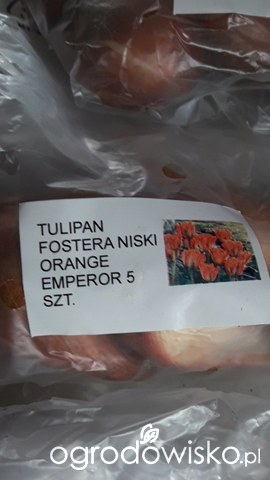 TULIPAN
FOSTERA NISKI
ORANGE
EMPEROR 5
SZT.
ogrodowisko.pl